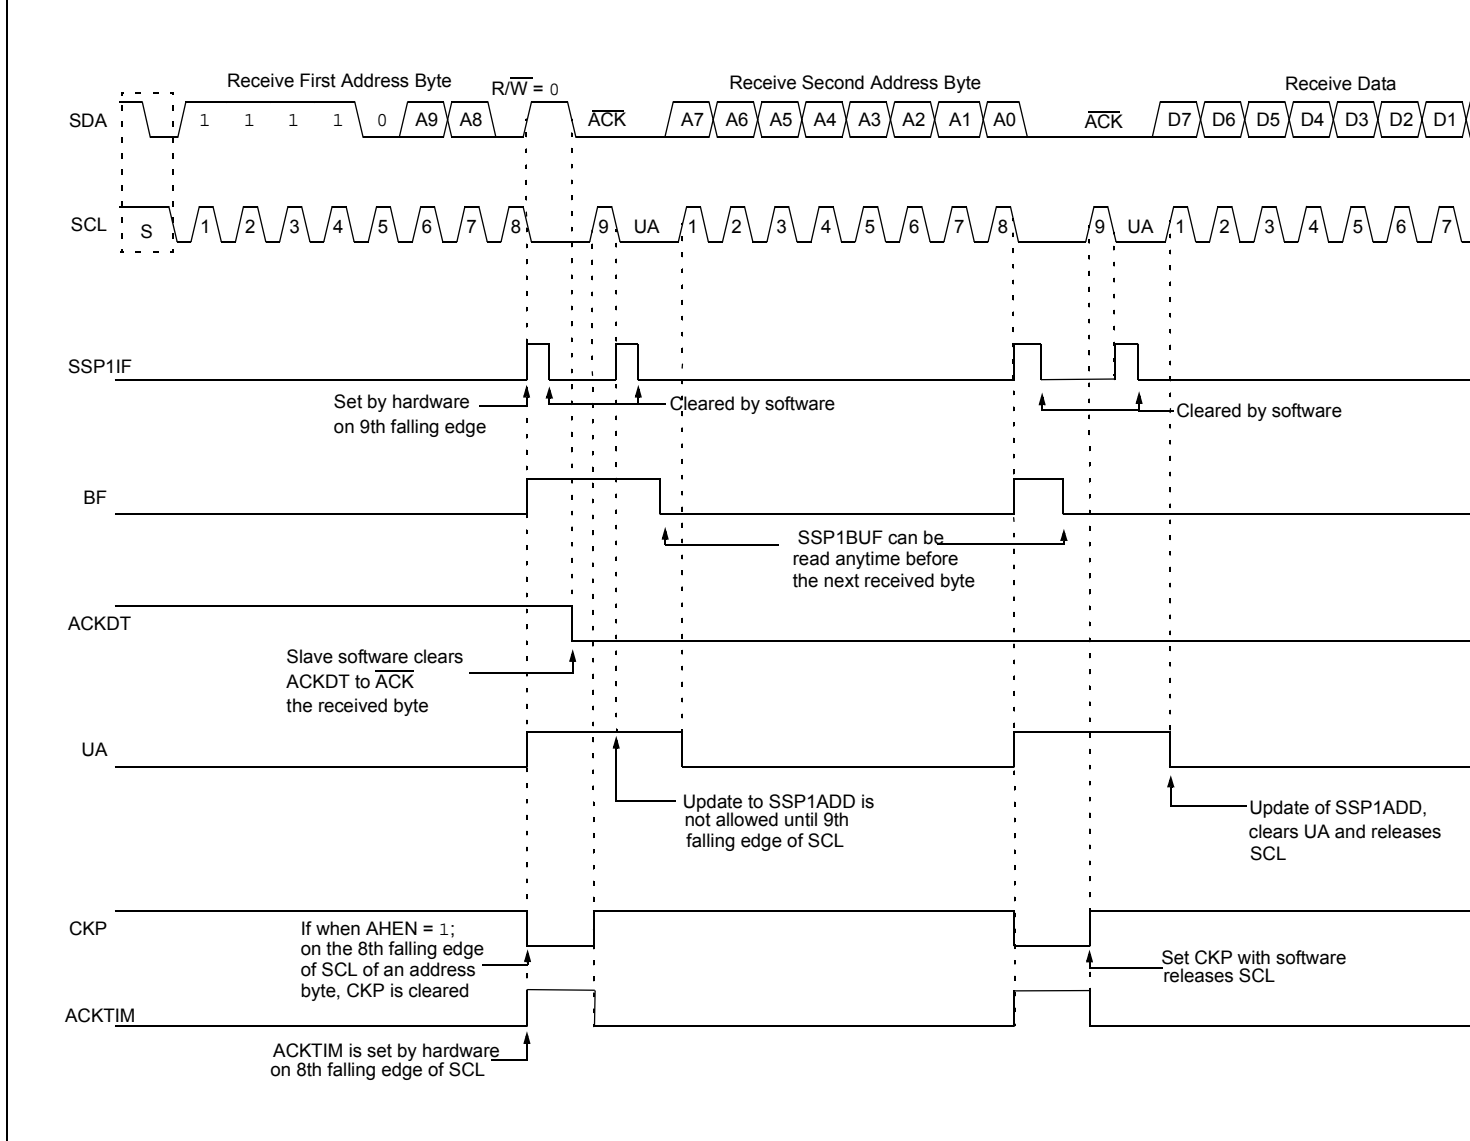 Receive First Address Byte
R/W = 0
Receive Second Address Byte
Receive Data
SDA
1 1 1 1 0 A9 A8
ACK
A7 A6 A5 A4 A3 A2 A1 A0
ACK
D7 D6 D5 D4 D3 D2 D1
SCL
S
1 2 3 4 5 6 7 8 9 UA 1 2 3 4 5 6 7 8 9 UA 1 2 3 4 5 6 7
SSP1IF
Set by hardware
on 9th falling edge
Cleared by software
Cleared by software
BF
SSP1BUF can be
read anytime before
the next received byte
ACKDT
Slave software clears
ACKDT to ACK
the received byte
UA
Update to SSP1ADD is
not allowed until 9th
falling edge of SCL
Update of SSP1ADD,
clears UA and releases
SCL
CKP
If when AHEN = 1;
on the 8th falling edge
of SCL of an address
byte, CKP is cleared
Set CKP with software
releases SCL
ACKTIM
ACKTIM is set by hardware
on 8th falling edge of SCL